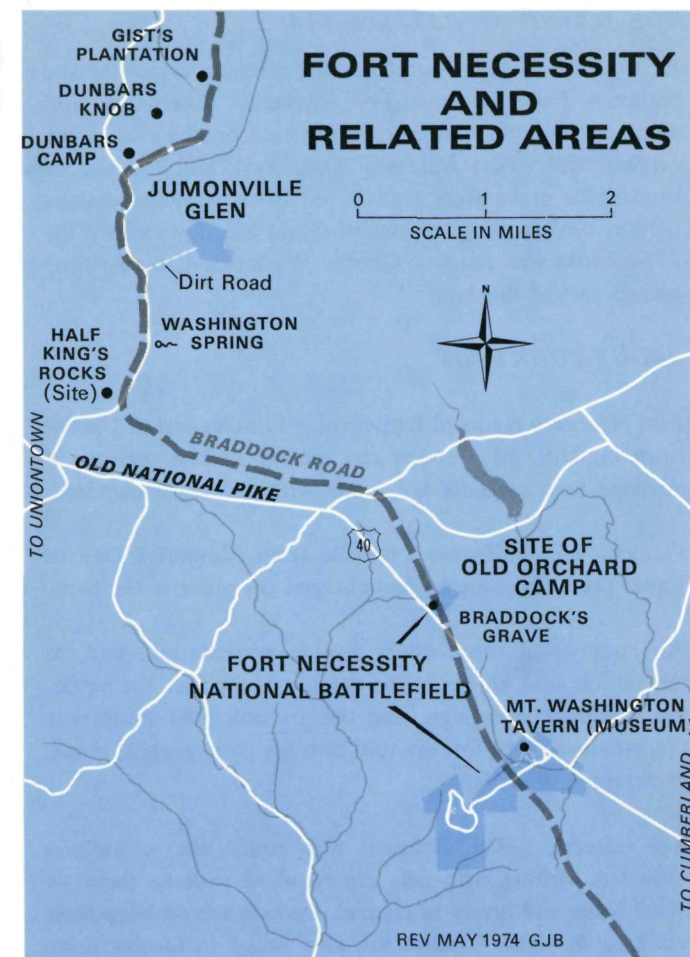 FORT NECESSITY
AND
RELATED AREAS
0 1 2
SCALE IN MILES
N
GIST'S
PLANTATION
DUNBARS
KNOB
DUNBARS
CAMP
JUMONVILLE
GLEN
Dirt Road
WASHINGTON
SPRING
HALF
KING'S
ROCKS
(Site)
TO UNIONTOWN
BRADDOCK ROAD
OLD NATIONAL PIKE
40
SITE OF
OLD ORCHARD
CAMP
BRADDOCK'S
GRAVE
FORT NECESSITY
NATIONAL BATTLEFIELD
MT. WASHINGTON
TAVERN (MUSEUM)
TO CUMBERLAND
REV MAY 1974 GJB